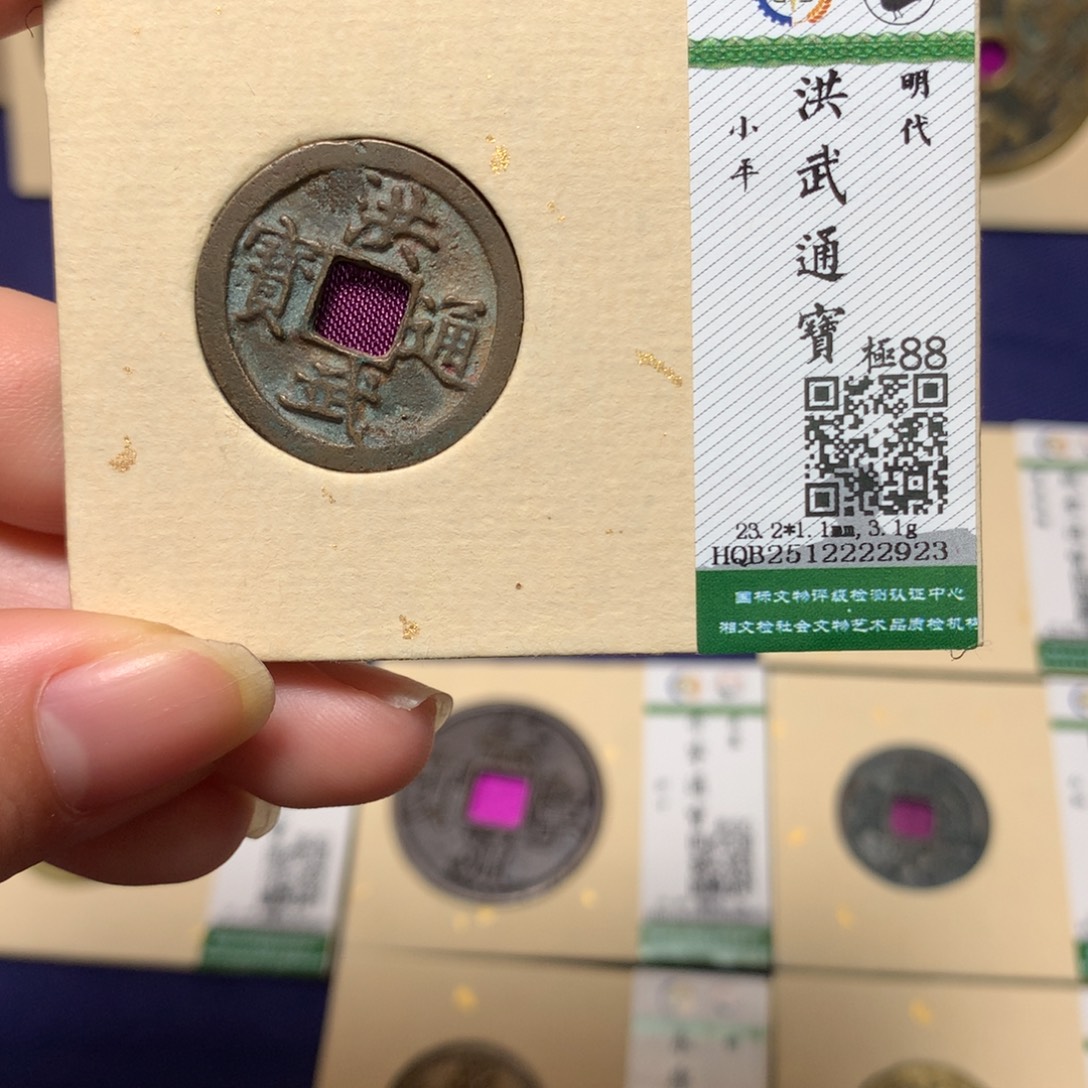 洪武通寶
明代
洪武通寶
小平
極88
23.2*1.1mm,3.1g
HQB2512222923
国标文物评级检测认证中心
湘文检社会文物艺术品质检机构